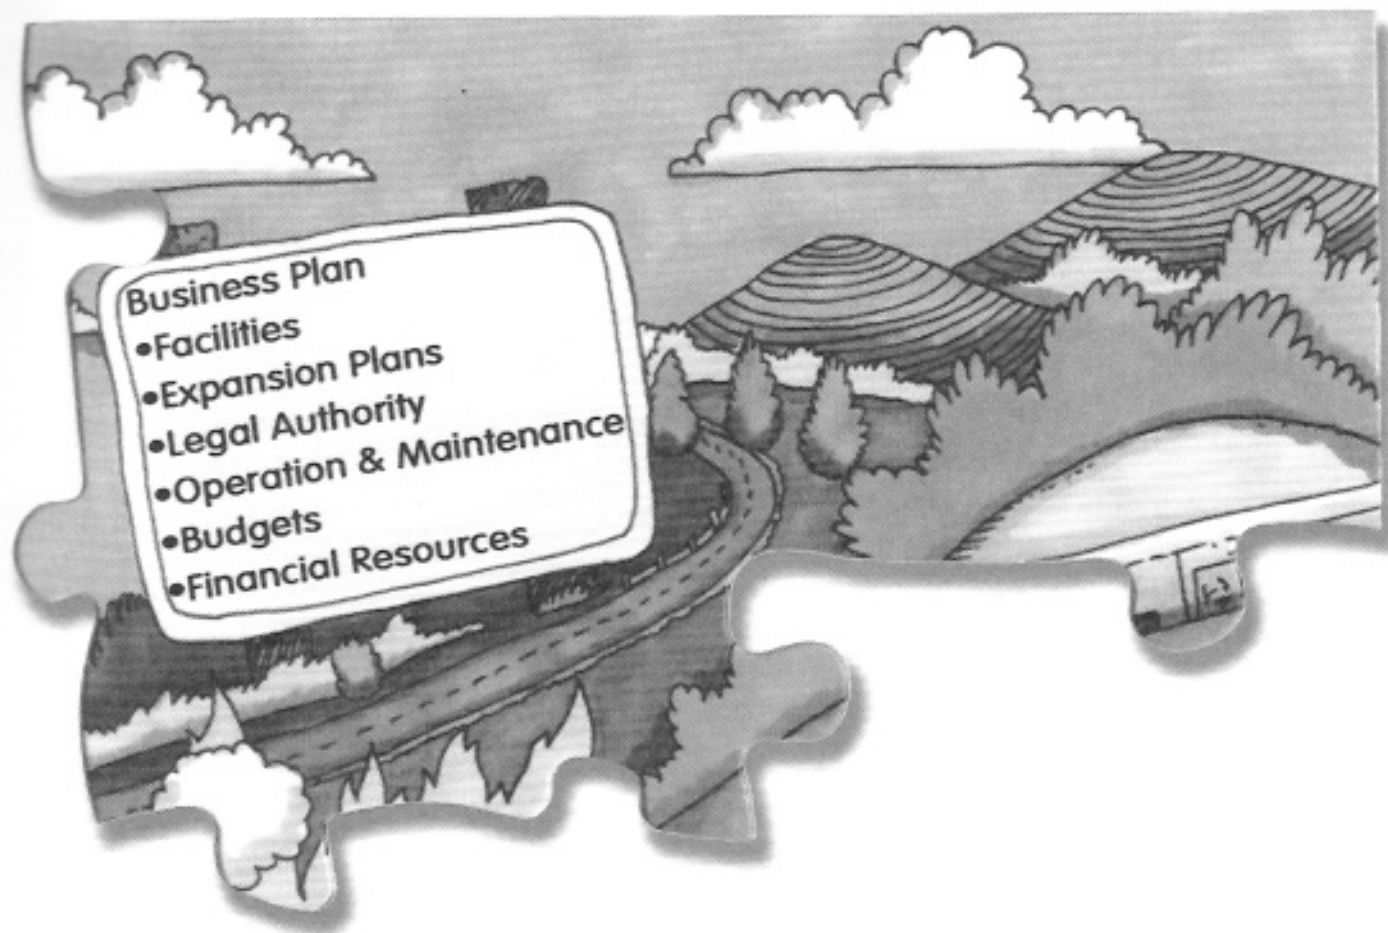 Business Plan
•Facilities
•Expansion Plans
•Legal Authority
•Operation & Maintenance
•Budgets
•Financial Resources